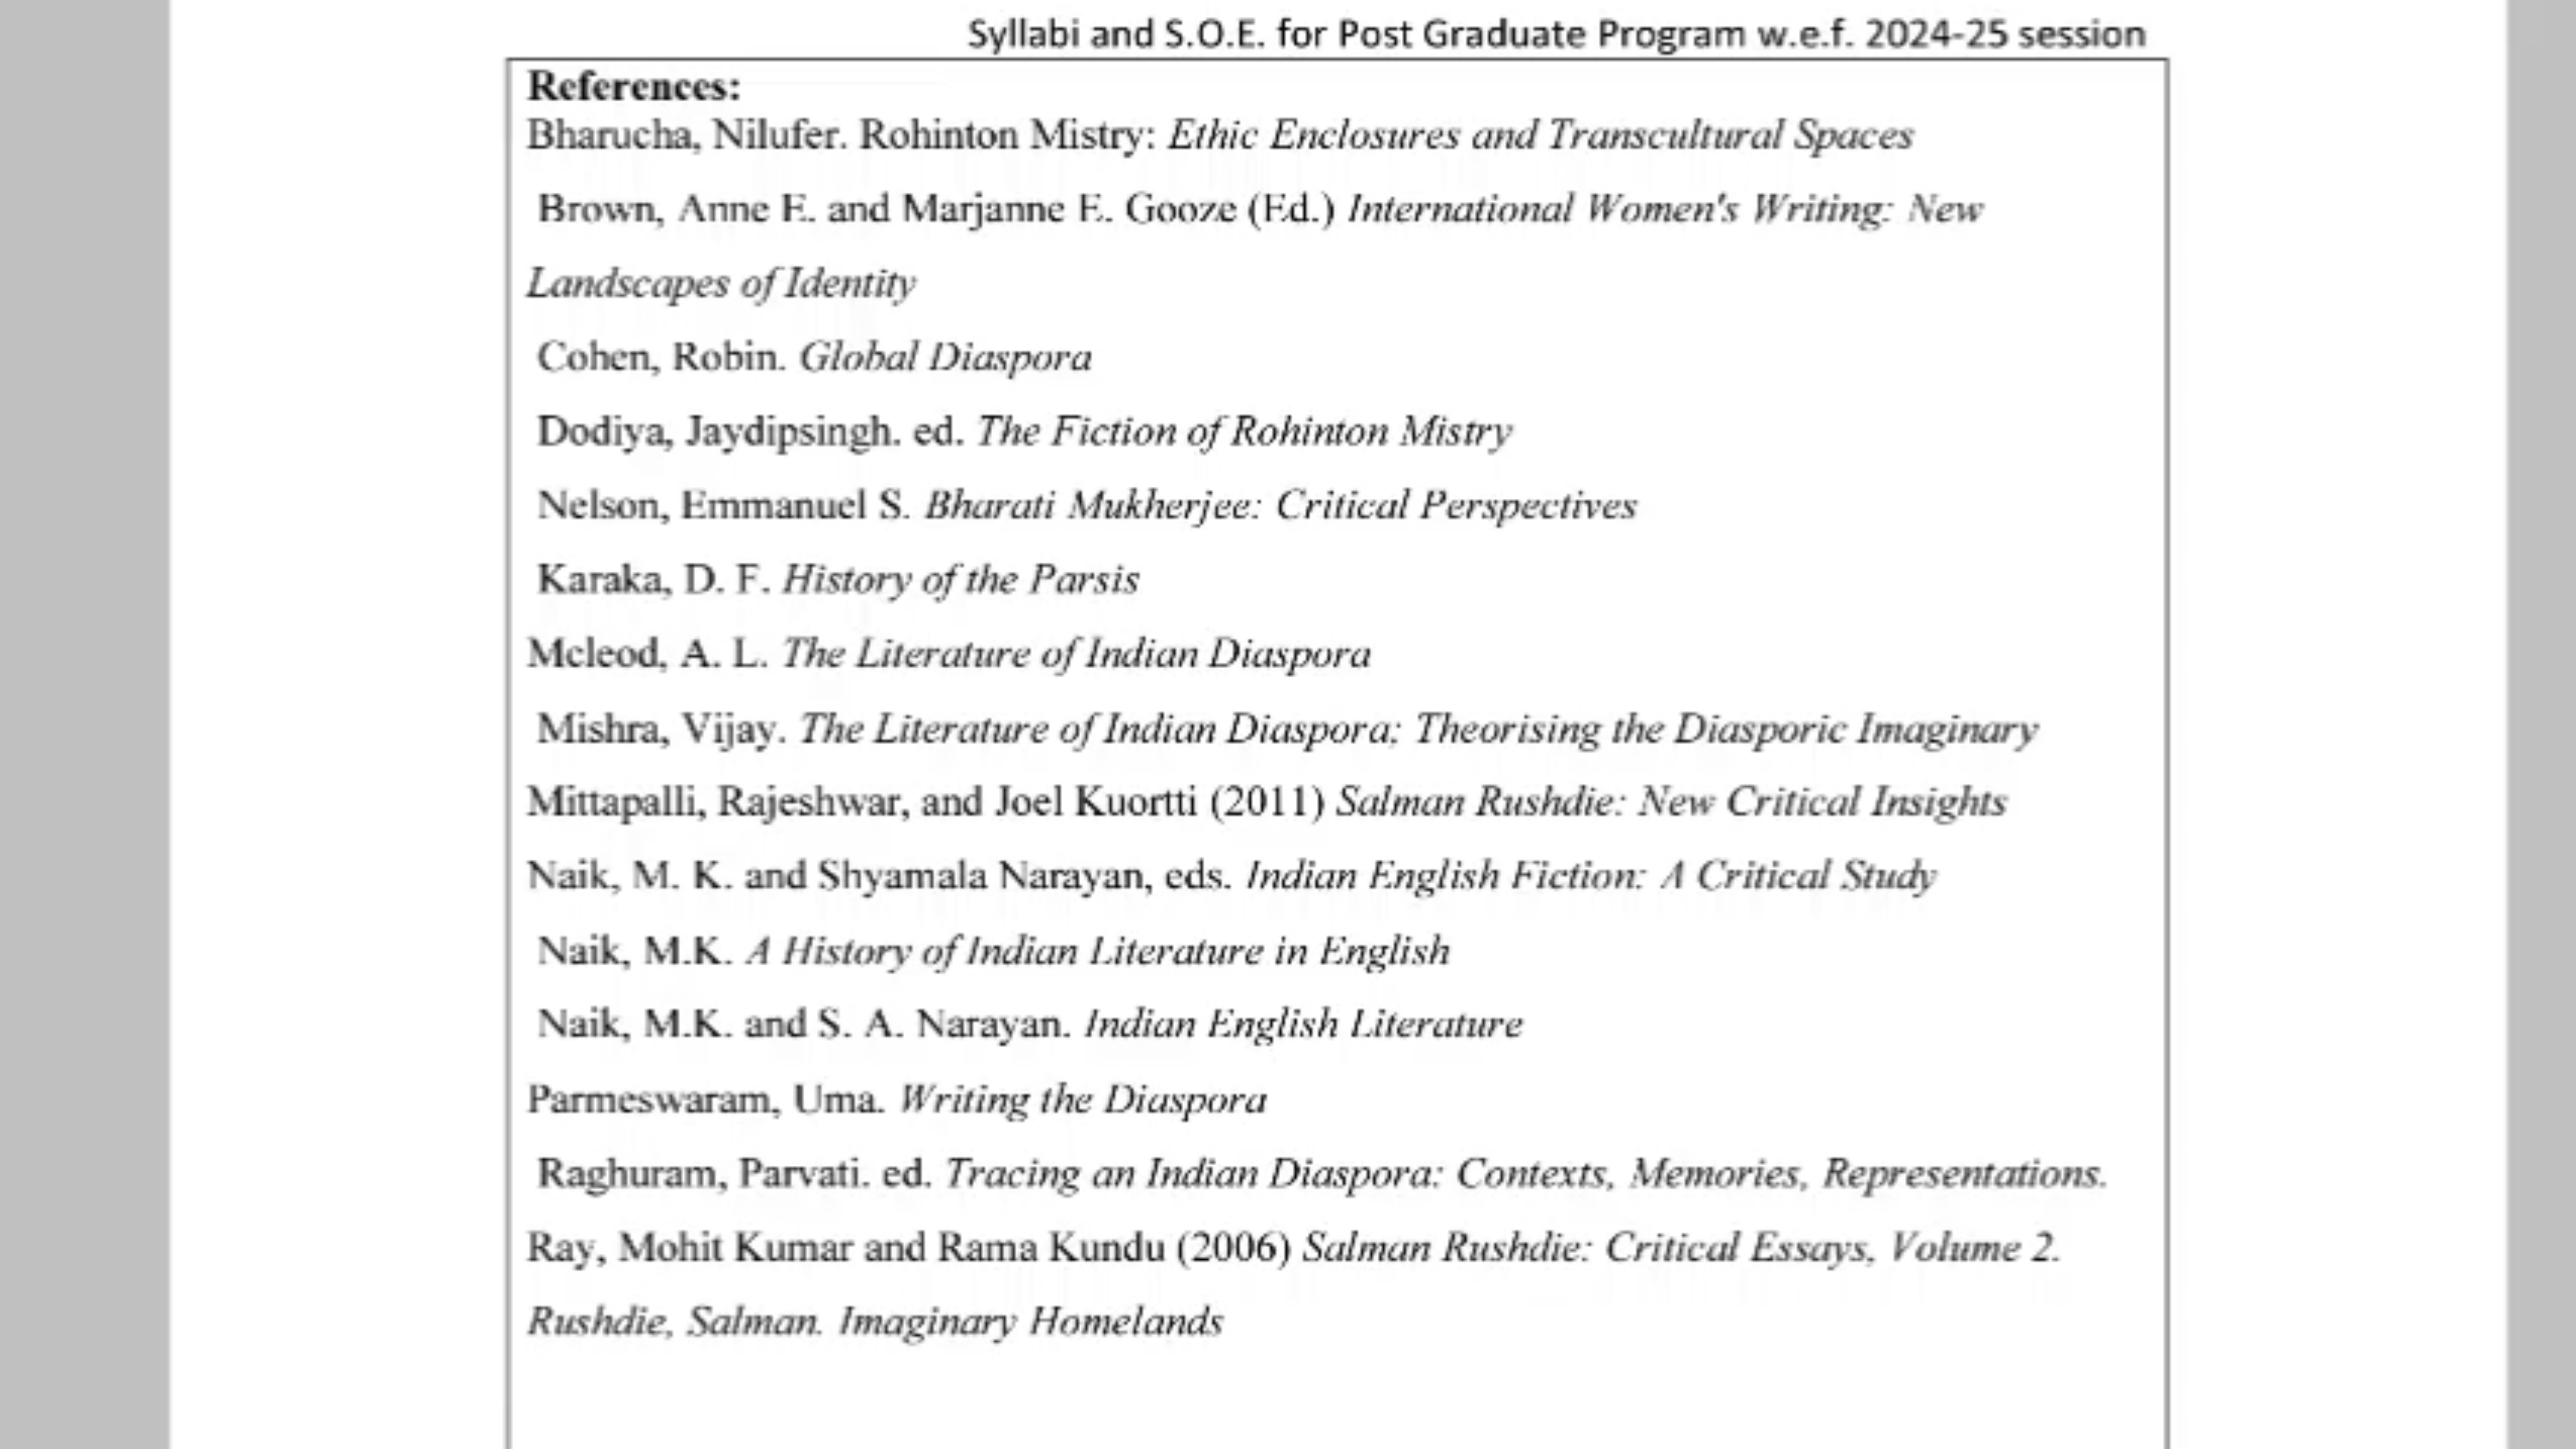 Syllabi and S.O.E. for Post Graduate Program w.e.f. 2024-25 session
References:
Bharucha, Nilufer. Rohinton Mistry: Ethic Enclosures and Transcultural Spaces
Brown, Anne E. and Marjanne E. Gooze (Ed.) International Women's Writing: New
Landscapes of Identity
Cohen, Robin. Global Diaspora
Dodiya, Jaydipsingh. ed. The Fiction of Rohinton Mistry
Nelson, Emmanuel S. Bharati Mukherjee: Critical Perspectives
Karaka, D. F. History of the Parsis
Mcleod, A. L. The Literature of Indian Diaspora
Mishra, Vijay. The Literature of Indian Diaspora; Theorising the Diasporic Imaginary
Mittapalli, Rajeshwar, and Joel Kuortti (2011) Salman Rushdie: New Critical Insights
Naik, M. K. and Shyamala Narayan, eds. Indian English Fiction: A Critical Study
Naik, M.K. A History of Indian Literature in English
Naik, M.K. and S. A. Narayan. Indian English Literature
Parmeswaram, Uma. Writing the Diaspora
Raghuram, Parvati. ed. Tracing an Indian Diaspora: Contexts, Memories, Representations.
Ray, Mohit Kumar and Rama Kundu (2006) Salman Rushdie: Critical Essays, Volume 2.
Rushdie, Salman. Imaginary Homelands